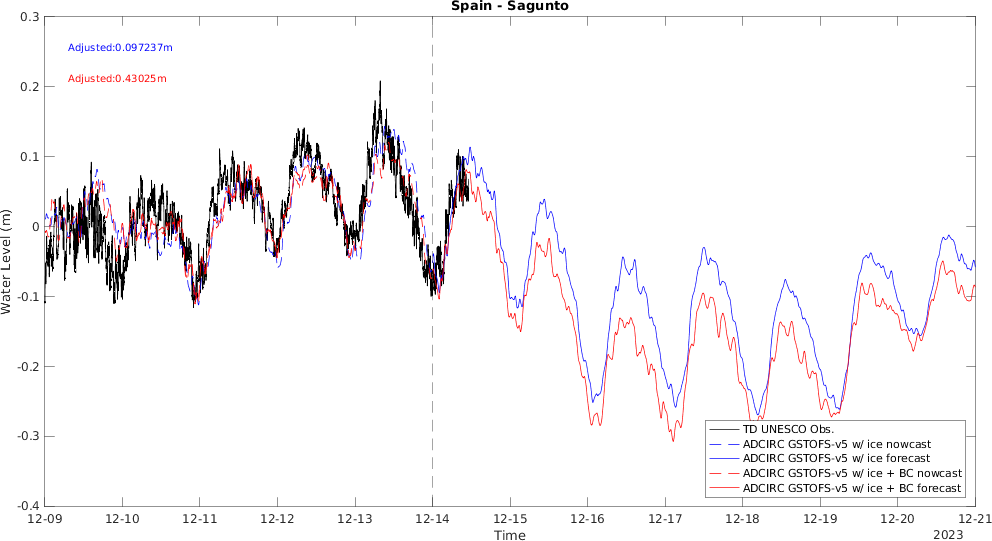 Spain - Sagunto
0.3
0.2
0.1
0
-0.1
-0.2
-0.3
-0.4
Water Level (m)
Adjusted:0.097237m
Adjusted:0.43025m
TD UNESCO Obs.
ADCIRC GSTOFS-v5 w/ ice nowcast
ADCIRC GSTOFS-v5 w/ ice forecast
ADCIRC GSTOFS-v5 w/ ice + BC nowcast
ADCIRC GSTOFS-v5 w/ ice + BC forecast
12-09 12-10 12-11 12-12 12-13 12-14 12-15 12-16 12-17 12-18 12-19 12-20 12-21
Time
2023